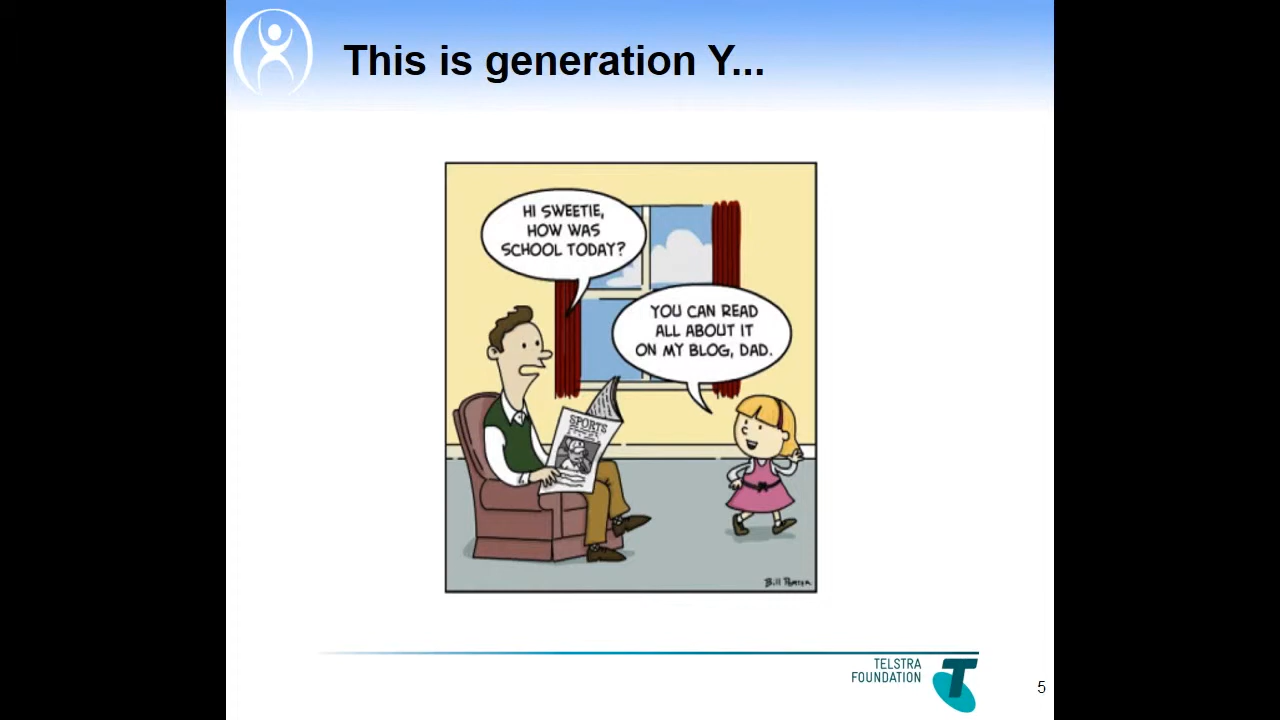 This is generation Y...
HI SWEETIE,
HOW WAS
SCHOOL TODAY?
YOU CAN READ
ALL ABOUT IT
ON MY BLOG, DAD.
SPORTS
TELSTRA
FOUNDATION
T
5